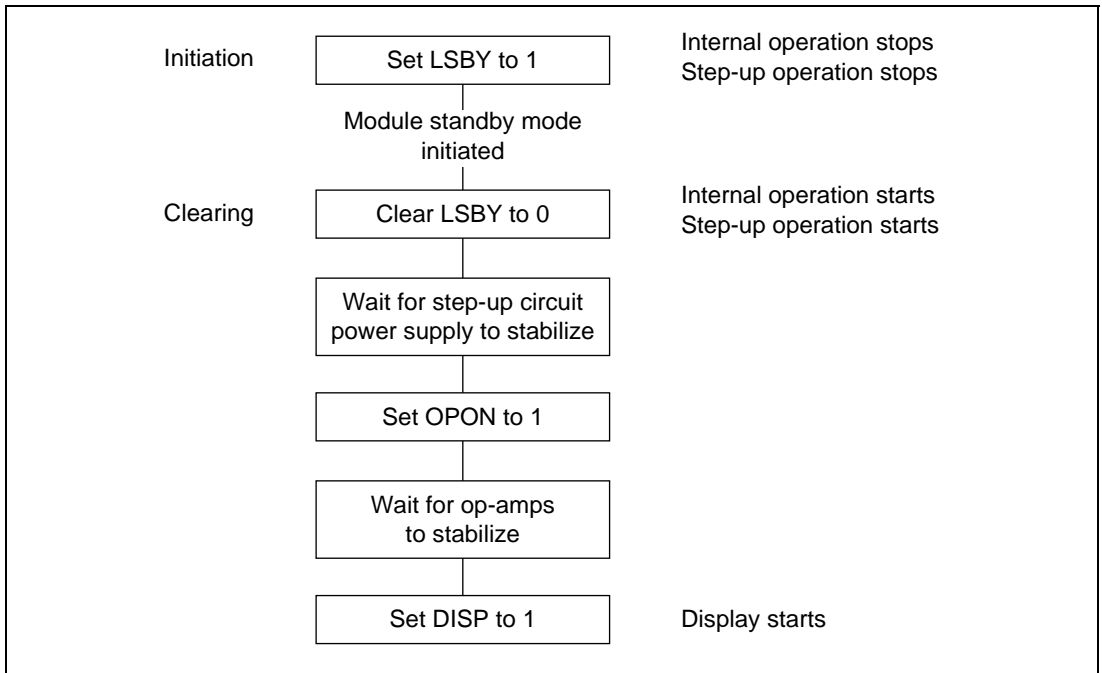 Initiation
Set LSBY to 1
Internal operation stops
Step-up operation stops
Module standby mode
initiated
Clearing
Clear LSBY to 0
Internal operation starts
Step-up operation starts
Wait for step-up circuit
power supply to stabilize
Set OPON to 1
Wait for op-amps
to stabilize
Set DISP to 1
Display starts